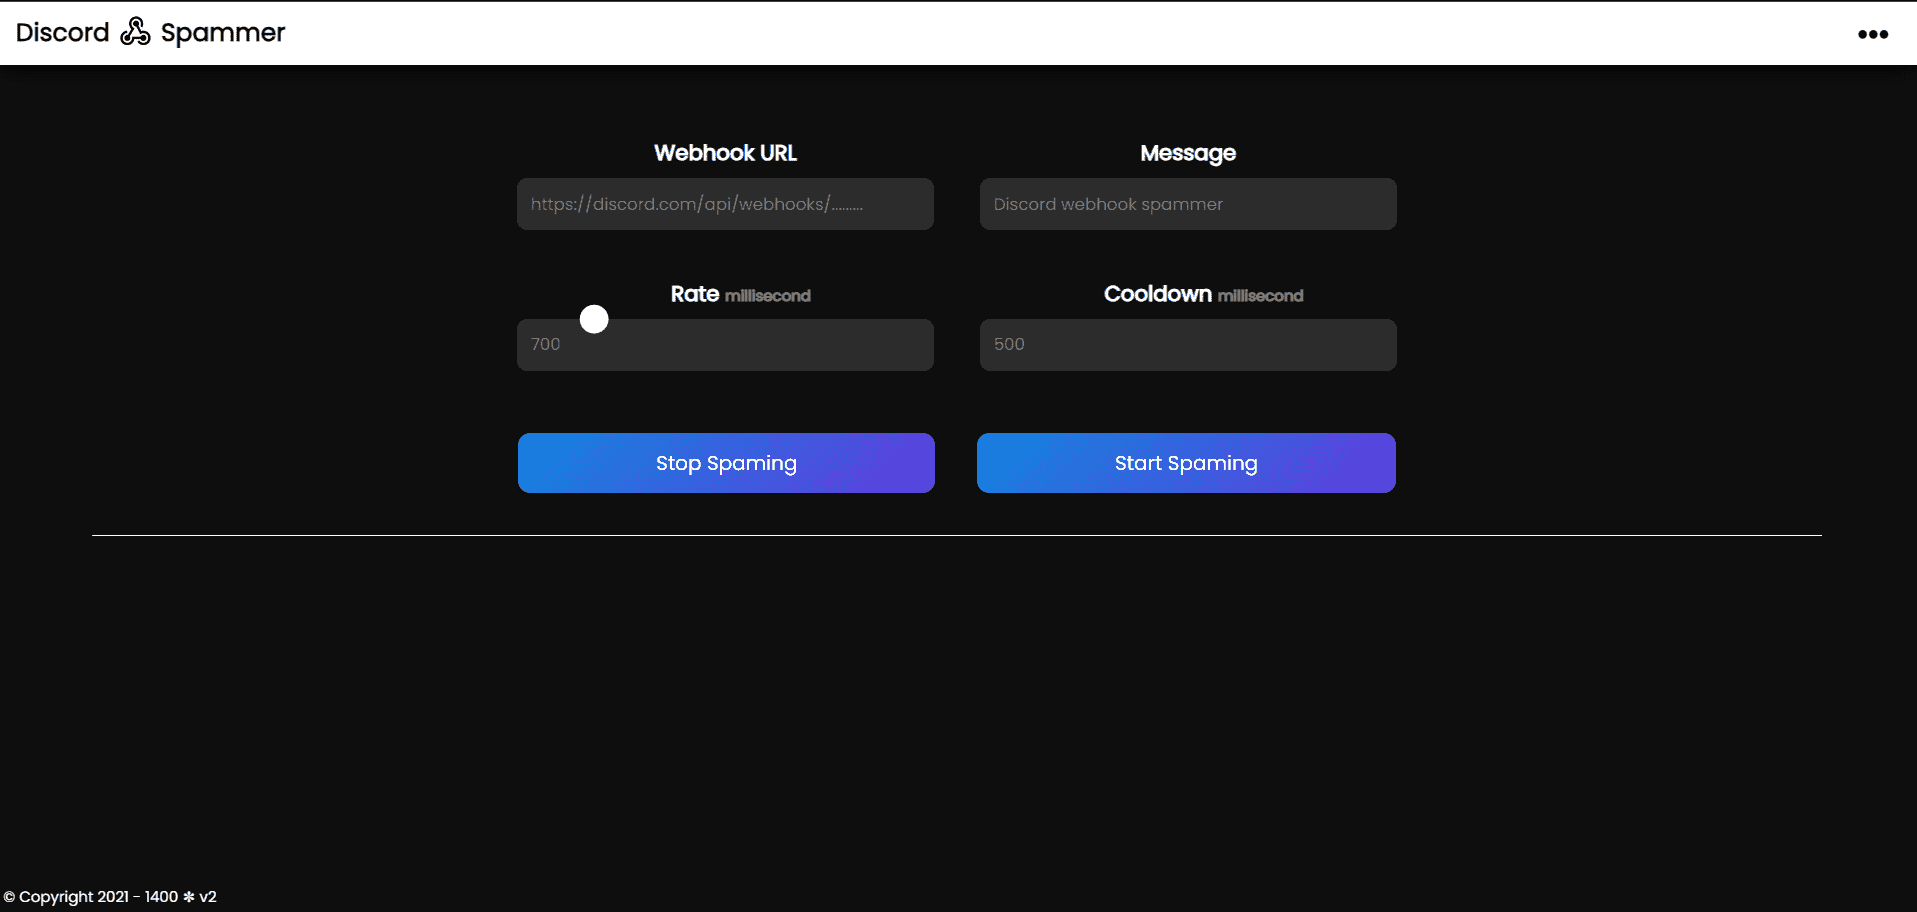 Discord Spammer
Webhook URL
https://discord.com/api/webhooks/.........
Message
Discord webhook spammer
Rate millisecond
700
Cooldown millisecond
500
Stop Spaming
Start Spaming
© Copyright 2021 - 1400 ✻ v2